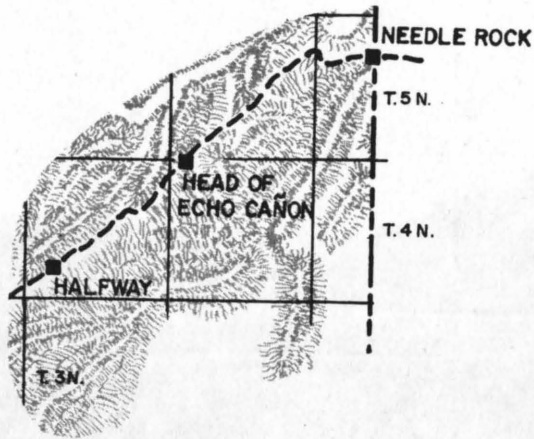 NEEDLE ROCK
T.5 N.
HEAD OF
ECHO CAÑON
T.4 N.
HALFWAY
T.3N.